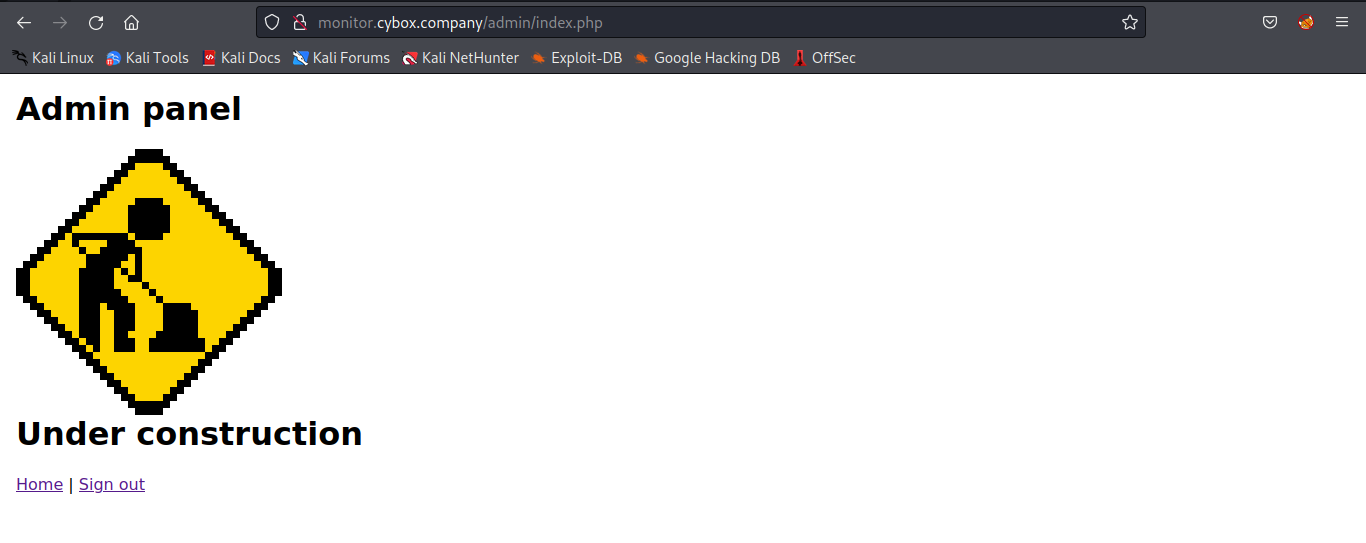 monitor.cybox.company/admin/index.php
Kali Linux Kali Tools Kali Docs Kali Forums Kali NetHunter Exploit-DB Google Hacking DB OffSec
Admin panel
Under construction
Home | Sign out